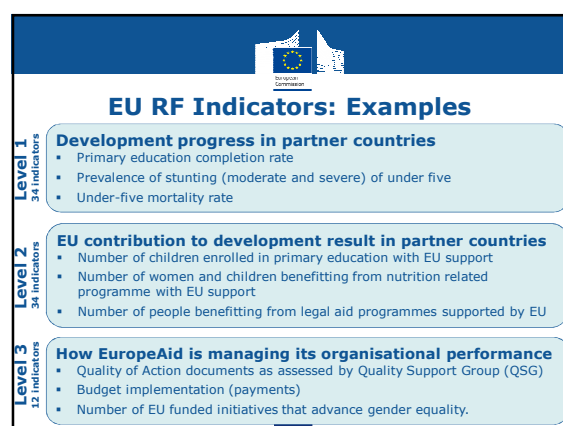 European
Commission
EU RF Indicators: Examples
Level 1
34 indicators
Development progress in partner countries
▪ Primary education completion rate
▪ Prevalence of stunting (moderate and severe) of under five
▪ Under-five mortality rate
Level 2
34 indicators
EU contribution to development result in partner countries
▪ Number of children enrolled in primary education with EU support
▪ Number of women and children benefitting from nutrition related
programme with EU support
▪ Number of people benefitting from legal aid programmes supported by EU
Level 3
12 indicators
How EuropeAid is managing its organisational performance
▪ Quality of Action documents as assessed by Quality Support Group (QSG)
▪ Budget implementation (payments)
▪ Number of EU funded initiatives that advance gender equality.